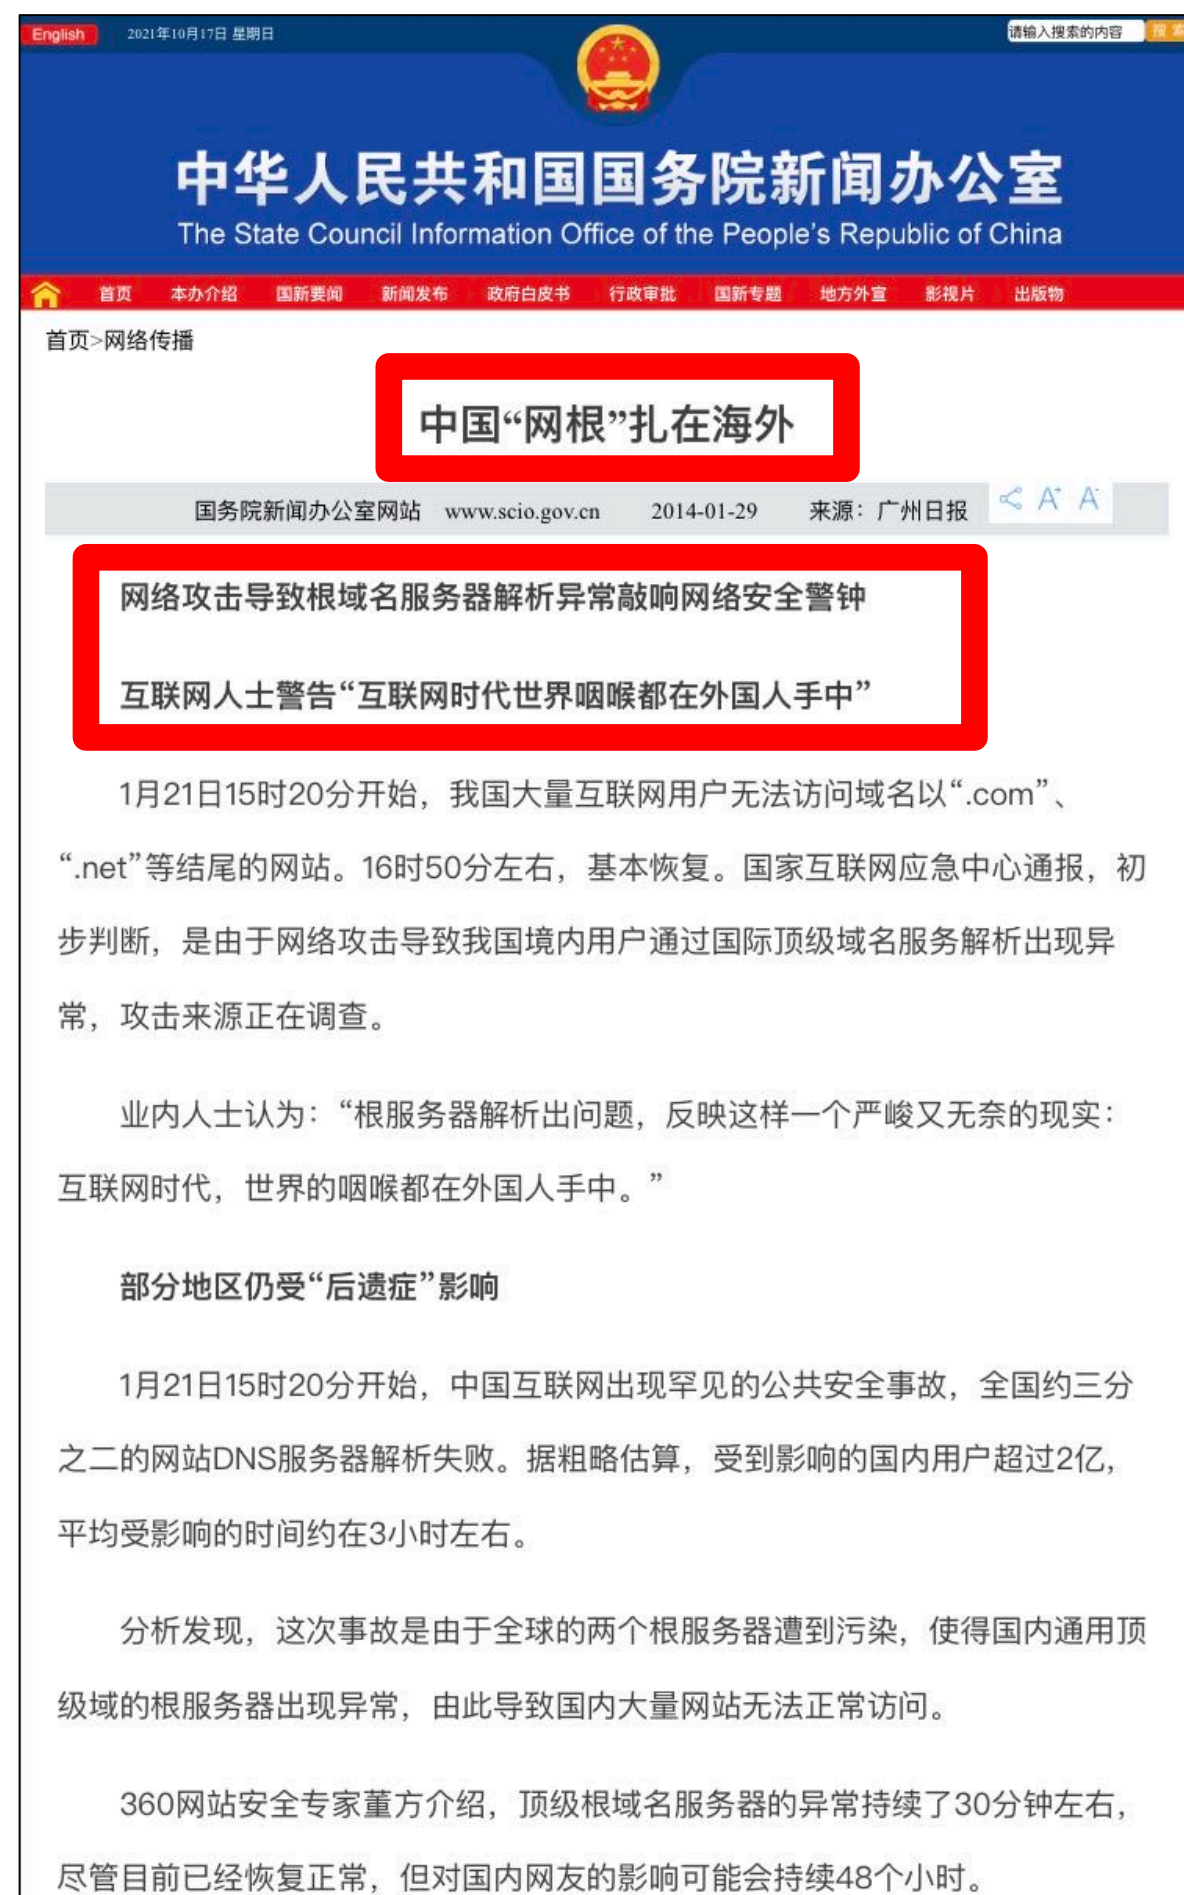 English 2021年10月17日 星期日 请输入搜索的内容 搜索
中华人民共和国国务院新闻办公室
The State Council Information Office of the People's Republic of China
首页 本办介绍 国新要闻 新闻发布 政府白皮书 行政审批 国新专题 地方外宣 影视片 出版物
首页>网络传播
中国“网根”扎在海外
国务院新闻办公室网站 www.scio.gov.cn 2014-01-29 来源：广州日报 A+ A-
网络攻击导致根域名服务器解析异常敲响网络安全警钟
互联网人士警告“互联网时代世界咽喉都在外国人手中”
1月21日15时20分开始，我国大量互联网用户无法访问域名以“.com”、
“.net”等结尾的网站。16时50分左右，基本恢复。国家互联网应急中心通报，初
步判断，是由于网络攻击导致我国境内用户通过国际顶级域名服务解析出现异
常，攻击来源正在调查。
业内人士认为：“根服务器解析出问题，反映这样一个严峻又无奈的现实：
互联网时代，世界的咽喉都在外国人手中。”
部分地区仍受“后遗症”影响
1月21日15时20分开始，中国互联网出现罕见的公共安全事故，全国约三分
之二的网站DNS服务器解析失败。据粗略估算，受到影响的国内用户超过2亿，
平均受影响的时间约在3小时左右。
分析发现，这次事故是由于全球的两个根服务器遭到污染，使得国内通用顶
级域的根服务器出现异常，由此导致国内大量网站无法正常访问。
360网站安全专家董方介绍，顶级根域名服务器的异常持续了30分钟左右，
尽管目前已经恢复正常，但对国内网友的影响可能会持续48个小时。